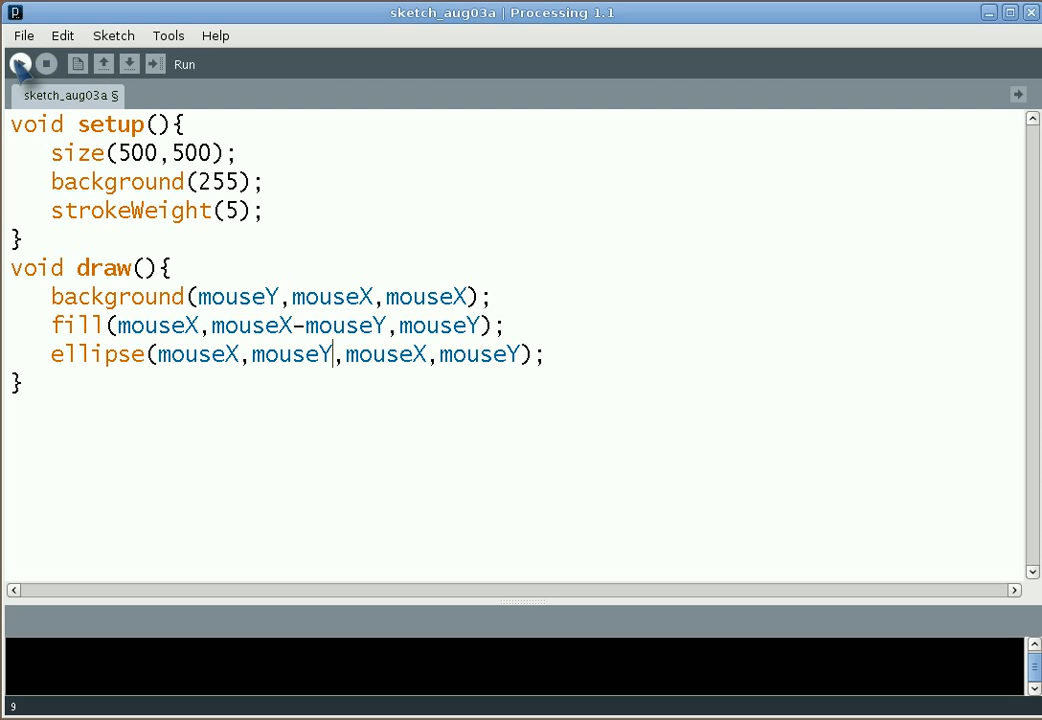 sketch_aug03a | Processing 1.1
File Edit Sketch Tools Help
Run
sketch_aug03a §
void setup(){
   size(500,500);
   background(255);
   strokeWeight(5);
}
void draw(){
   background(mouseY,mouseX,mouseX);
   fill(mouseX,mouseX-mouseY,mouseY);
   ellipse(mouseX,mouseY,mouseX,mouseY);
}
9